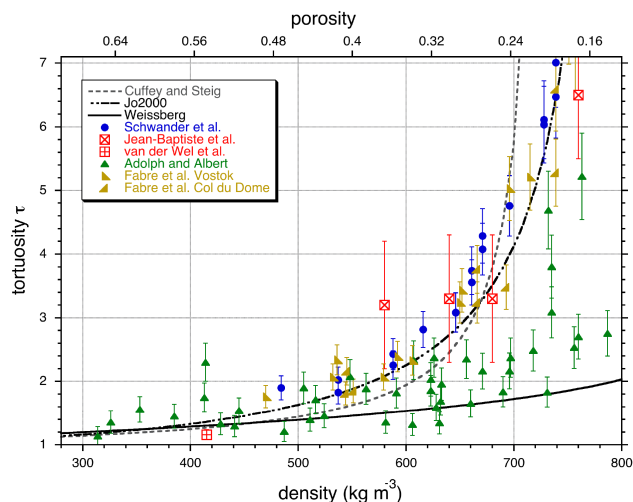 porosity
0.64 0.56 0.48 0.4 0.32 0.24 0.16
7
6
5
4
3
2
1
tortuosity τ
Cuffey and Steig
Jo2000
Weissberg
Schwander et al.
Jean-Baptiste et al.
van der Wel et al.
Adolph and Albert
Fabre et al. Vostok
Fabre et al. Col du Dome
300 400 500 600 700 800
density (kg m³)